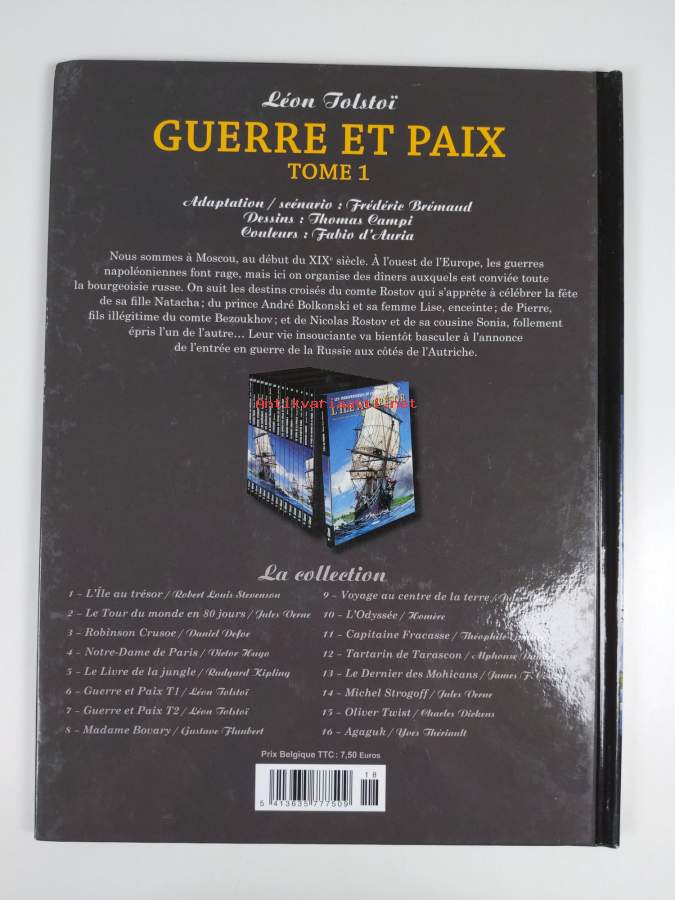 Léon Tolstoï
GUERRE ET PAIX
TOME 1
Adaptation / scénario : Frédéric Brémaud
Dessins : Thomas Campi
Couleurs : Fabio d'Auria
Nous sommes à Moscou, au début du XIXe siècle. À l'ouest de l'Europe, les guerres
napoléoniennes font rage, mais ici on organise des dîners auxquels est conviée toute
la bourgeoisie russe. On suit les destins croisés du comte Rostov qui s'apprête à célébrer la fête
de sa fille Natacha ; du prince André Bolkonski et sa femme Lise, enceinte ; de Pierre,
fils illégitime du comte Bezoukhov ; et de Nicolas Rostov et de sa cousine Sonia, follement
épris l'un de l'autre... Leur vie insouciante va bientôt basculer à l'annonce
de l'entrée en guerre de la Russie aux côtés de l'Autriche.
Antikvariaatti.net
L'ÎLE
La collection
1 – L'Île au trésor / Robert Louis Stevenson
2 – Le Tour du monde en 80 jours / Jules Verne
3 – Robinson Crusoe / Daniel Defoe
4 – Notre-Dame de Paris / Victor Hugo
5 – Le Livre de la jungle / Rudyard Kipling
6 – Guerre et Paix T1 / Léon Tolstoï
7 – Guerre et Paix T2 / Léon Tolstoï
8 – Madame Bovary / Gustave Flaubert
9 – Voyage au centre de la terre / Jules
10 – L'Odyssée / Homère
11 – Capitaine Fracasse / Théophile
12 – Tartarin de Tarascon / Alphonse
13 – Le Dernier des Mohicans / James F.
14 – Michel Strogoff / Jules Verne
15 – Oliver Twist / Charles Dickens
16 – Agaguk / Yves Thériault
Prix Belgique TTC : 7,50 Euros
18
5 413635 777509